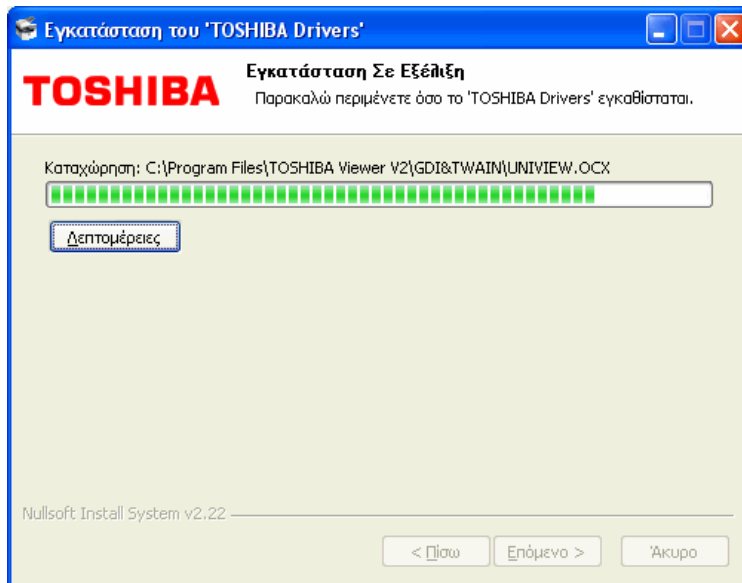 Εγκατάσταση του 'TOSHIBA Drivers'
TOSHIBA
Εγκατάσταση Σε Εξέλιξη
Παρακαλώ περιμένετε όσο το 'TOSHIBA Drivers' εγκαθίσταται.
Καταχώρηση: C:\Program Files\TOSHIBA Viewer V2\GDI&TWAIN\UNIVIEW.OCX
Λεπτομέρειες
Nullsoft Install System v2.22
< Πίσω Επόμενο > Άκυρο